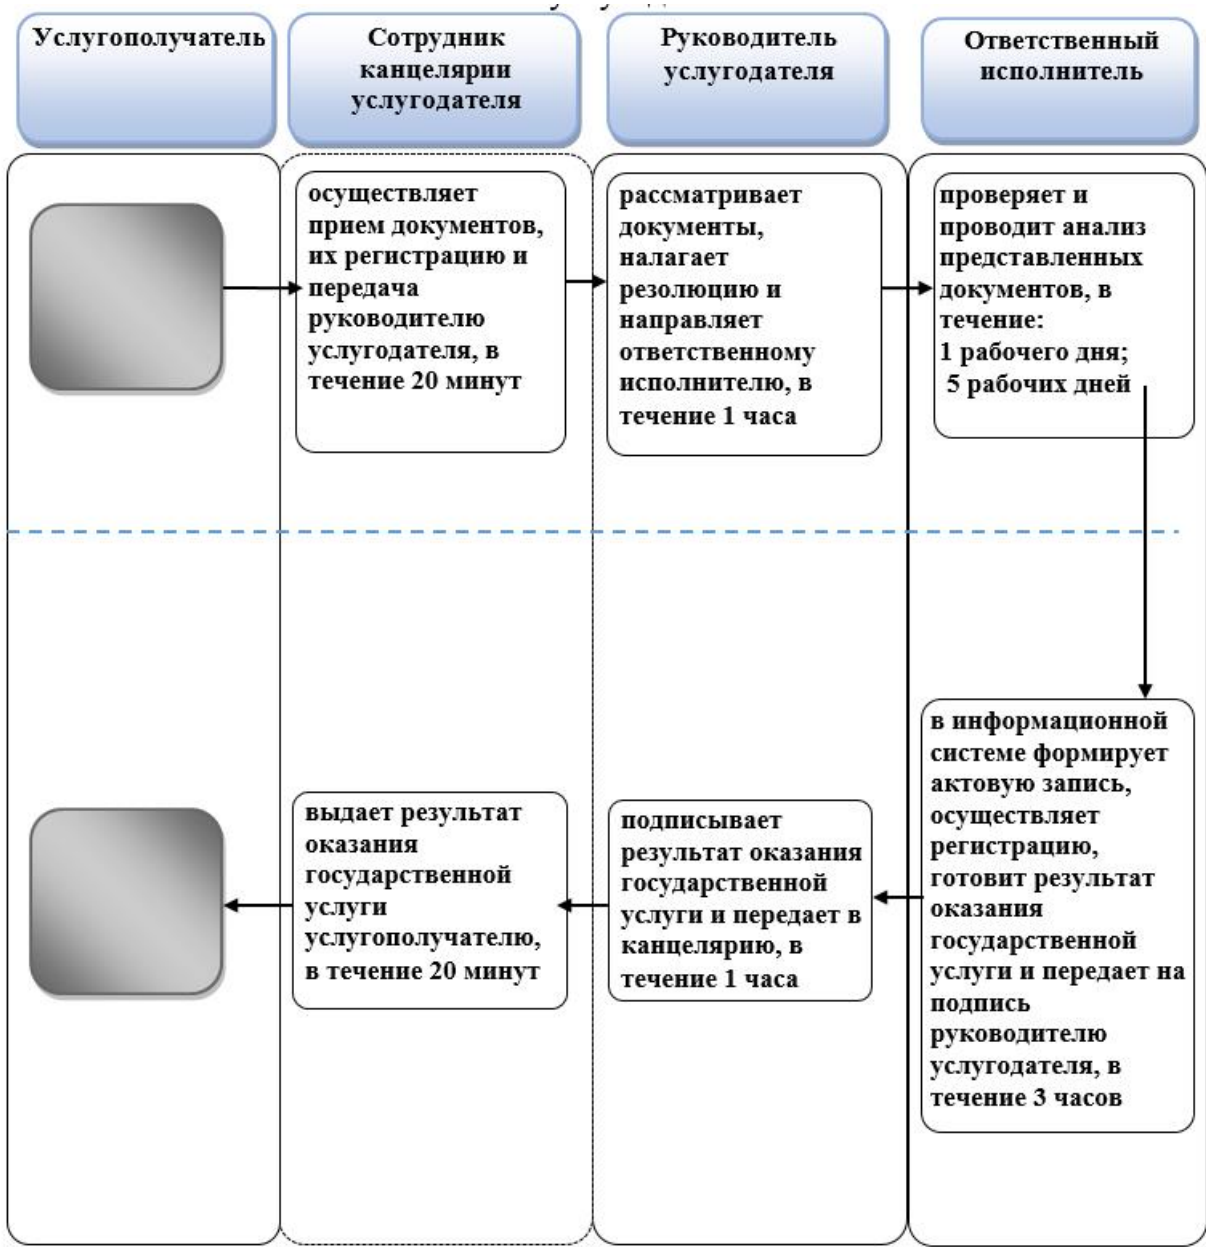 Услугополучатель
Сотрудник
канцелярии
услугодателя
Руководитель
услугодателя
Ответственный
исполнитель
осуществляет
прием документов,
их регистрацию и
передача
руководителю
услугодателя, в
течение 20 минут
рассматривает
документы,
налагает
резолюцию и
направляет
ответственному
исполнителю, в
течение 1 часа
проверяет и
проводит анализ
представленных
документов, в
течение:
1 рабочего дня;
5 рабочих дней
в информационной
системе формирует
актовую запись,
осуществляет
регистрацию,
готовит результат
оказания
государственной
услуги и передает на
подпись
руководителю
услугодателя, в
течение 3 часов
подписывает
результат оказания
государственной
услуги и передает в
канцелярию, в
течение 1 часа
выдает результат
оказания
государственной
услуги
услугополучателю,
в течение 20 минут